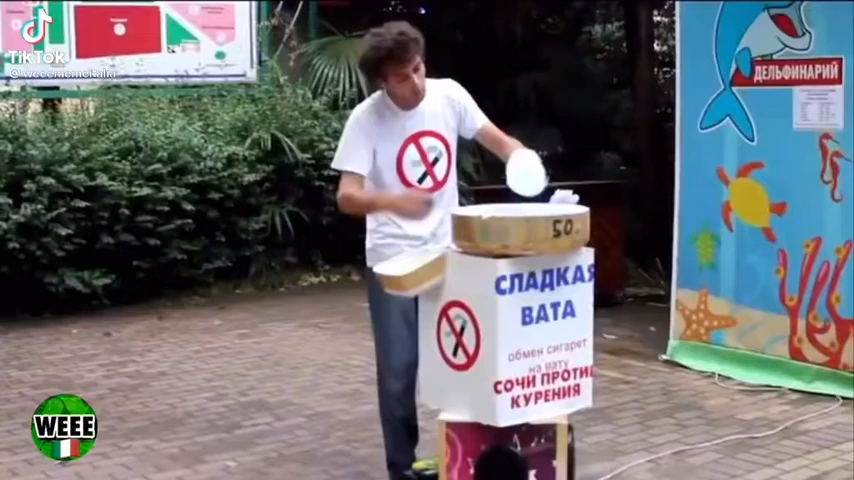 TikTok
ДЕЛЬФИНАРИЙ
50.
СЛАДКАЯ
ВАТА
обмен сигарет
на вату
СОЧИ ПРОТИВ
КУРЕНИЯ
WEEE